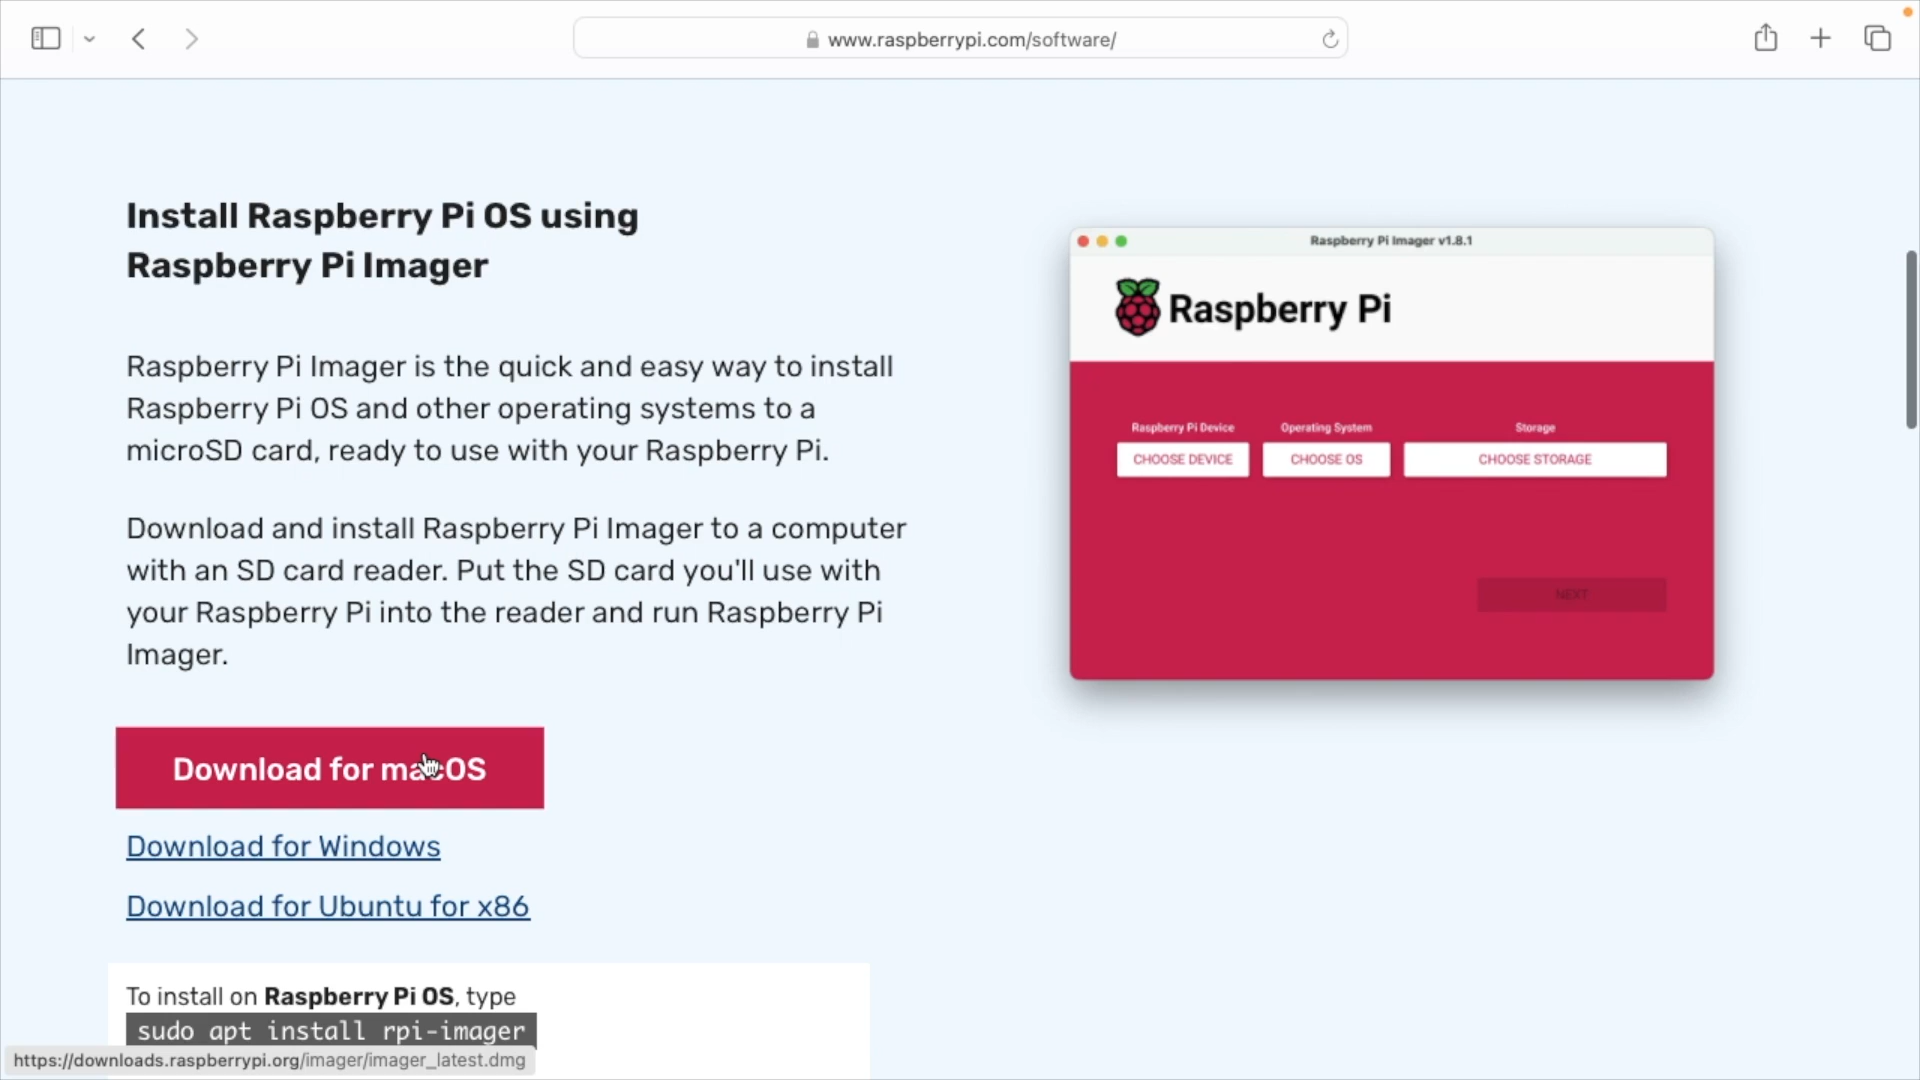 www.raspberrypi.com/software/
Install Raspberry Pi OS using
Raspberry Pi Imager
Raspberry Pi Imager is the quick and easy way to install
Raspberry Pi OS and other operating systems to a
microSD card, ready to use with your Raspberry Pi.
Download and install Raspberry Pi Imager to a computer
with an SD card reader. Put the SD card you'll use with
your Raspberry Pi into the reader and run Raspberry Pi
Imager.
Download for macOS
Download for Windows
Download for Ubuntu for x86
To install on Raspberry Pi OS, type
sudo apt install rpi-imager
https://downloads.raspberrypi.org/imager/imager_latest.dmg
Raspberry Pi Imager v1.8.1
Raspberry Pi
Raspberry Pi Device Operating System Storage
CHOOSE DEVICE CHOOSE OS CHOOSE STORAGE
NEXT